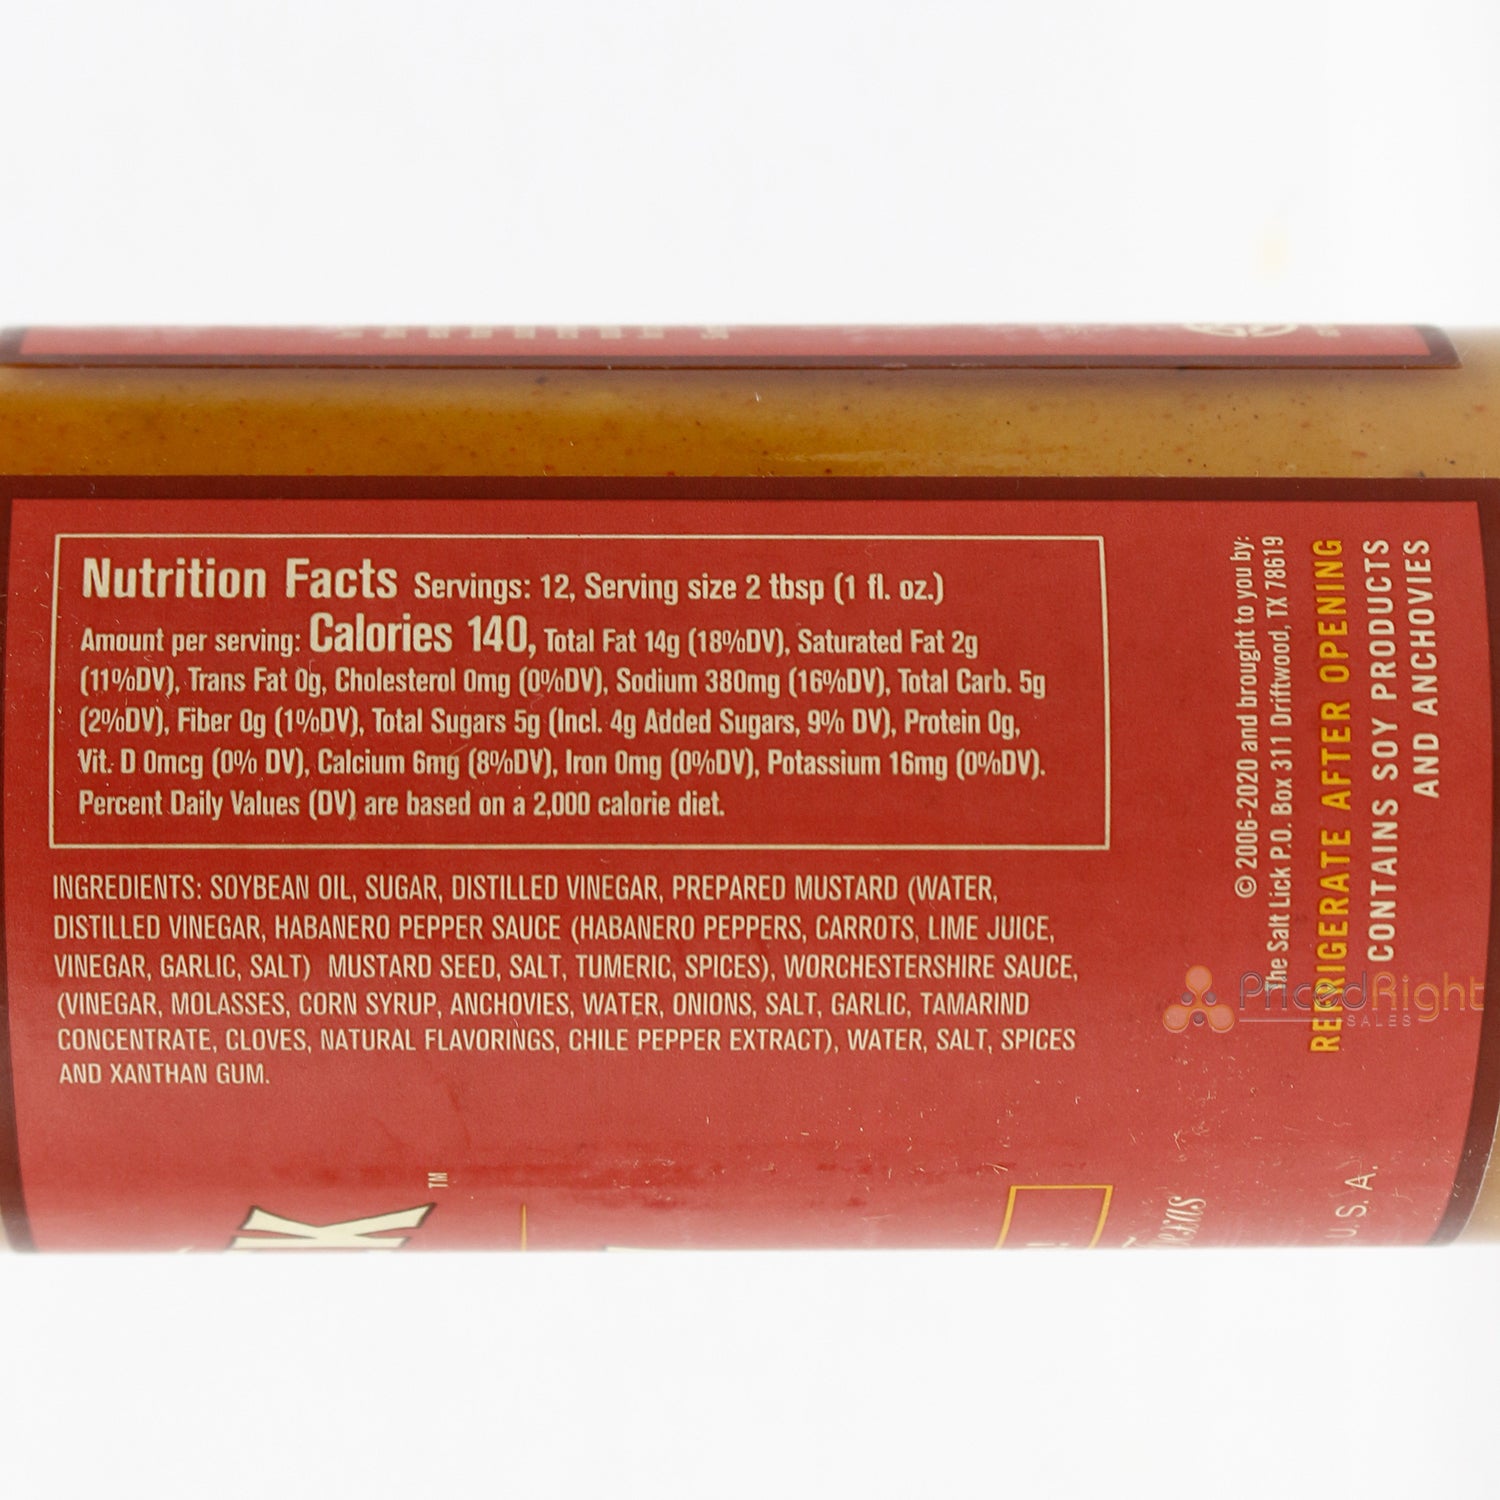 Nutrition Facts Servings: 12, Serving size 2 tbsp (1 fl. oz.)
Amount per serving: Calories 140, Total Fat 14g (18%DV), Saturated Fat 2g
(11%DV), Trans Fat 0g, Cholesterol 0mg (0%DV), Sodium 380mg (16%DV), Total Carb. 5g
(2%DV), Fiber 0g (1%DV), Total Sugars 5g (Incl. 4g Added Sugars, 9% DV), Protein 0g,
Vit. D 0mcg (0% DV), Calcium 6mg (8%DV), Iron 0mg (0%DV), Potassium 16mg (0%DV).
Percent Daily Values (DV) are based on a 2,000 calorie diet.
INGREDIENTS: SOYBEAN OIL, SUGAR, DISTILLED VINEGAR, PREPARED MUSTARD (WATER,
DISTILLED VINEGAR, HABANERO PEPPER SAUCE (HABANERO PEPPERS, CARROTS, LIME JUICE,
VINEGAR, GARLIC, SALT) MUSTARD SEED, SALT, TUMERIC, SPICES), WORCHESTERSHIRE SAUCE,
(VINEGAR, MOLASSES, CORN SYRUP, ANCHOVIES, WATER, ONIONS, SALT, GARLIC, TAMARIND
CONCENTRATE, CLOVES, NATURAL FLAVORINGS, CHILE PEPPER EXTRACT), WATER, SALT, SPICES
AND XANTHAN GUM.
© 2006-2020 and brought to you by:
The Salt Lick P.O. Box 311 Driftwood, TX 78619
REFRIGERATE AFTER OPENING
CONTAINS SOY PRODUCTS
AND ANCHOVIES
PricedRight
SALES
K™
Texas
U.S.A.